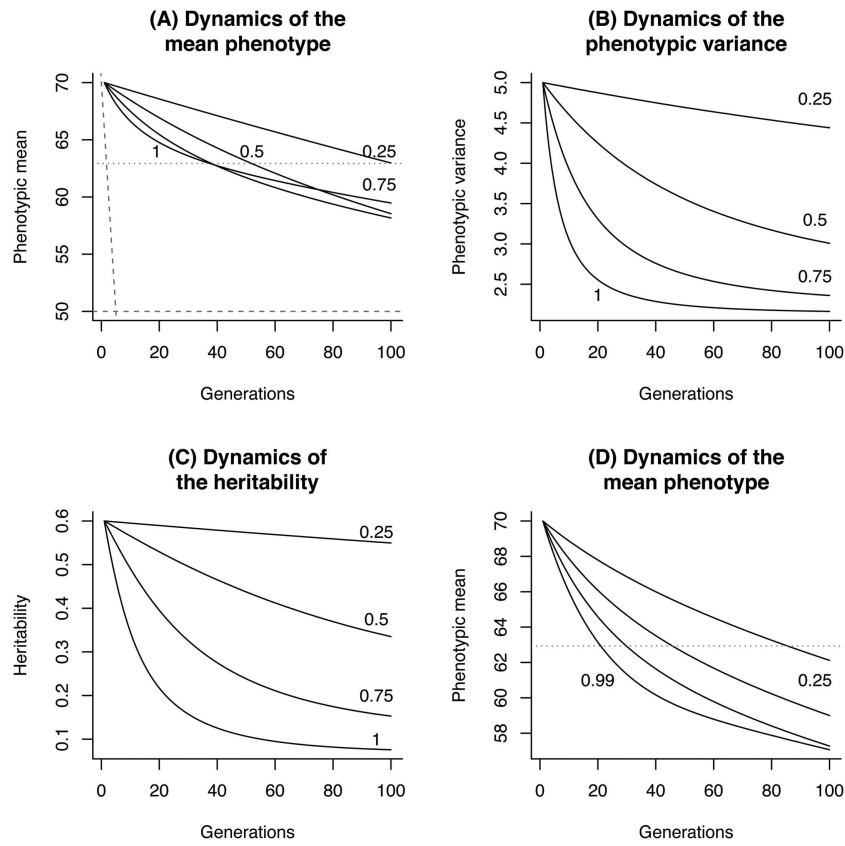 (A) Dynamics of the
mean phenotype
Phenotypic mean
70
65
60
55
50
1
0.5
0.25
0.75
0 20 40 60 80 100
Generations
(B) Dynamics of the
phenotypic variance
Phenotypic variance
5.0
4.5
4.0
3.5
3.0
2.5
0.25
0.5
0.75
1
0 20 40 60 80 100
Generations
(C) Dynamics of
the heritability
Heritability
0.6
0.5
0.4
0.3
0.2
0.1
0.25
0.5
0.75
1
0 20 40 60 80 100
Generations
(D) Dynamics of the
mean phenotype
Phenotypic mean
70
68
66
64
62
60
58
0.99
0.25
0 20 40 60 80 100
Generations